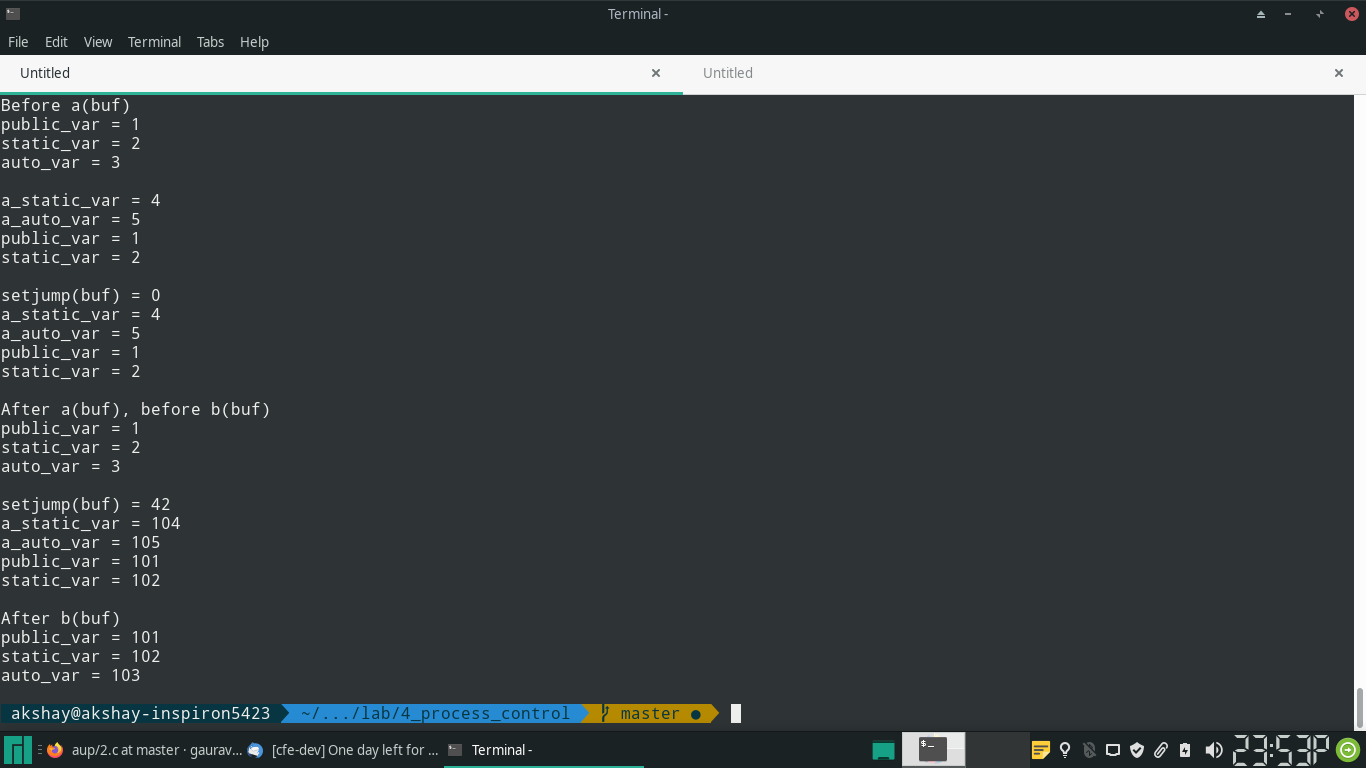 Terminal -
File Edit View Terminal Tabs Help
Untitled Untitled
Before a(buf)
public_var = 1
static_var = 2
auto_var = 3
a_static_var = 4
a_auto_var = 5
public_var = 1
static_var = 2
setjump(buf) = 0
a_static_var = 4
a_auto_var = 5
public_var = 1
static_var = 2
After a(buf), before b(buf)
public_var = 1
static_var = 2
auto_var = 3
setjump(buf) = 42
a_static_var = 104
a_auto_var = 105
public_var = 101
static_var = 102
After b(buf)
public_var = 101
static_var = 102
auto_var = 103
akshay@akshay-inspiron5423 ~/.../lab/4_process_control master ●
aup/2.c at master · gaurav... [cfe-dev] One day left for ... Terminal - 23:53P